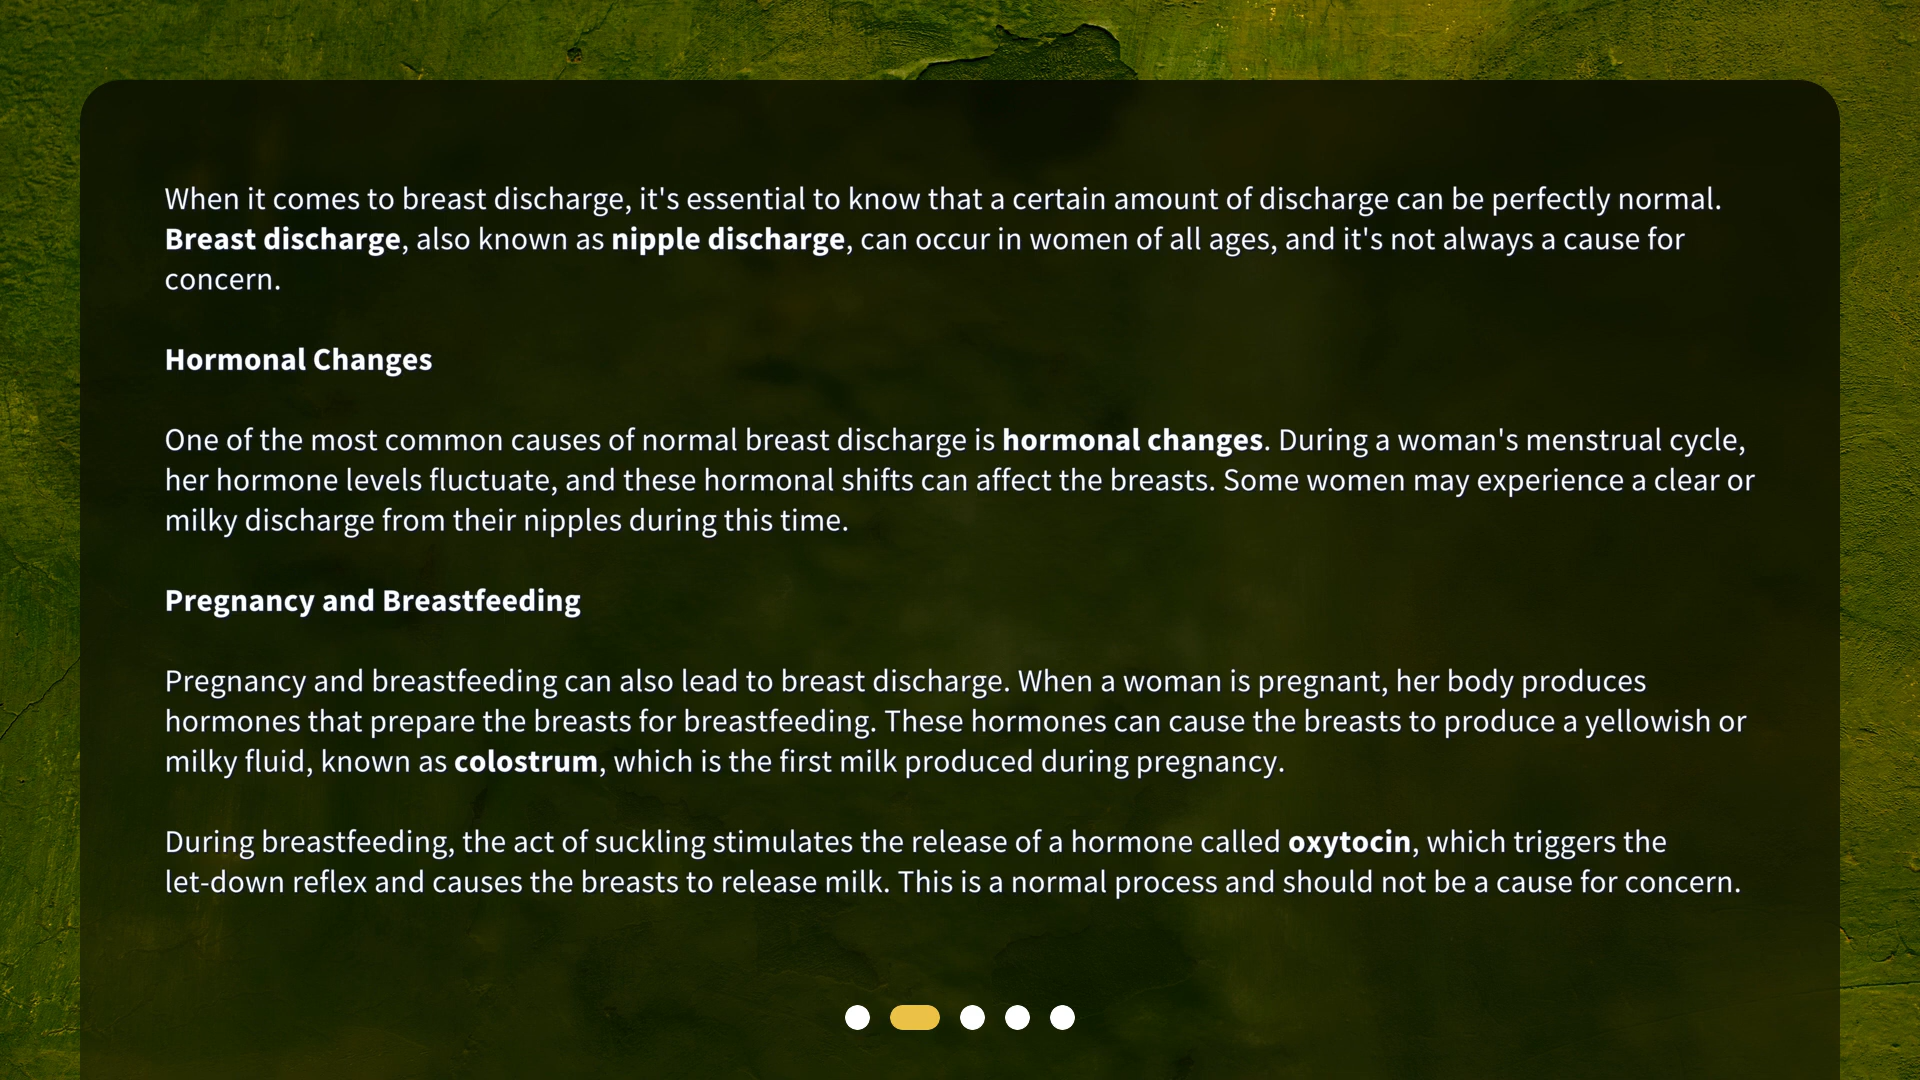 When it comes to breast discharge, it's essential to know that a certain amount of discharge can be perfectly normal.
Breast discharge, also known as nipple discharge, can occur in women of all ages, and it's not always a cause for
concern.
Hormonal Changes
One of the most common causes of normal breast discharge is hormonal changes. During a woman's menstrual cycle,
her hormone levels fluctuate, and these hormonal shifts can affect the breasts. Some women may experience a clear or
milky discharge from their nipples during this time.
Pregnancy and Breastfeeding
Pregnancy and breastfeeding can also lead to breast discharge. When a woman is pregnant, her body produces
hormones that prepare the breasts for breastfeeding. These hormones can cause the breasts to produce a yellowish or
milky fluid, known as colostrum, which is the first milk produced during pregnancy.
During breastfeeding, the act of suckling stimulates the release of a hormone called oxytocin, which triggers the
let-down reflex and causes the breasts to release milk. This is a normal process and should not be a cause for concern.